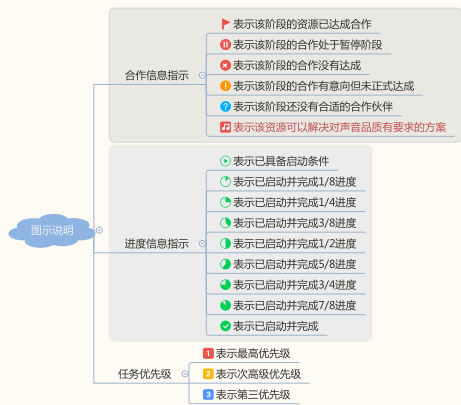 图示说明
合作信息指示
表示该阶段的资源已达成合作
表示该阶段的合作处于暂停阶段
表示该阶段的合作没有达成
表示该阶段的合作有意向但未正式达成
表示该阶段还没有合适的合作伙伴
表示该资源可以解决对声音品质有要求的方案
进度信息指示
表示已具备启动条件
表示已启动并完成1/8进度
表示已启动并完成1/4进度
表示已启动并完成3/8进度
表示已启动并完成1/2进度
表示已启动并完成5/8进度
表示已启动并完成3/4进度
表示已启动并完成7/8进度
表示已启动并完成
任务优先级
1 表示最高优先级
2 表示次高级优先级
3 表示第三优先级